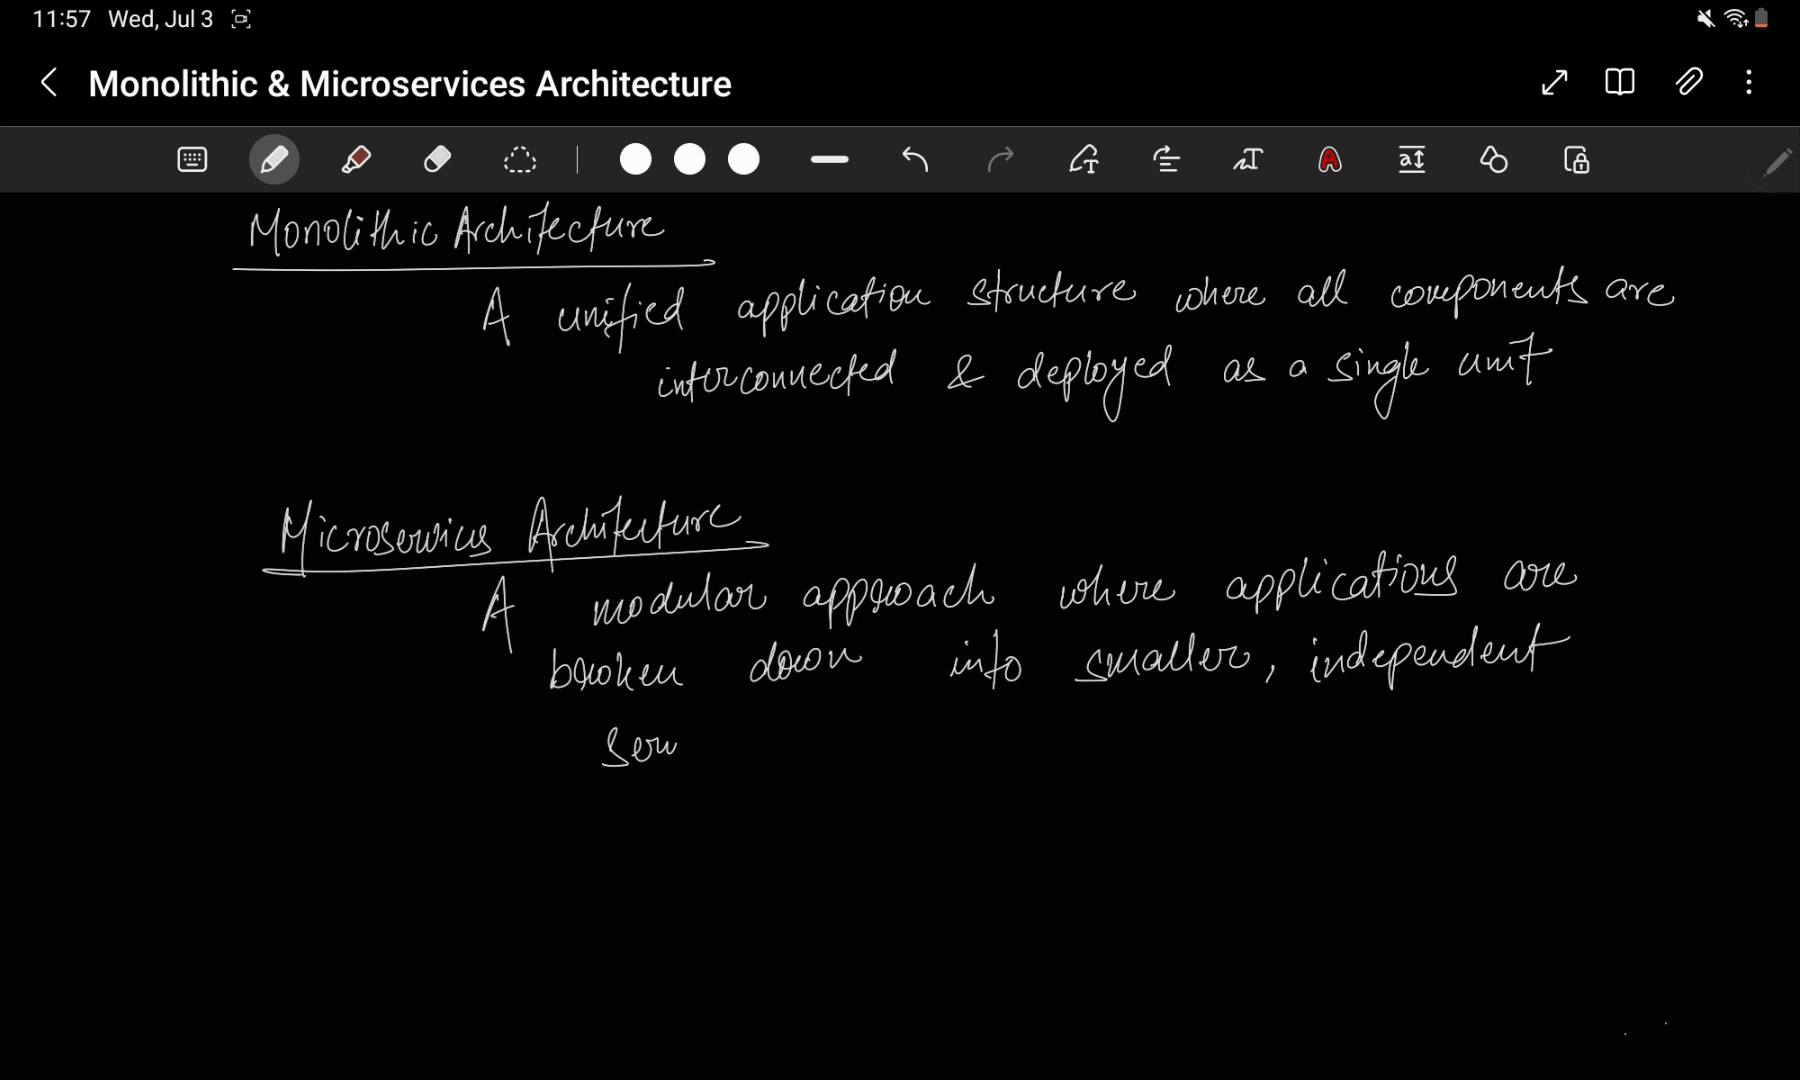 11:57 Wed, Jul 3
Monolithic & Microservices Architecture
Monolithic Architecture
A unified application structure where all components are
interconnected & deployed as a single unit
Microservices Architecture
A modular approach where applications are
broken down into smaller, independent
serv